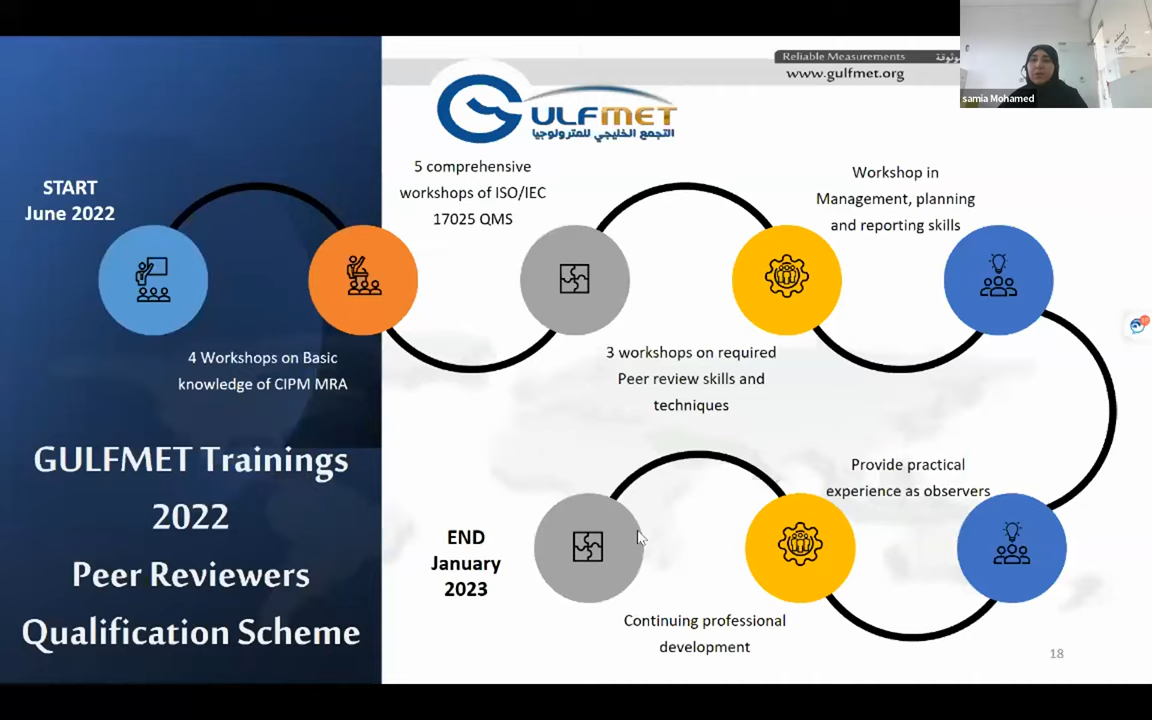 Reliable Measurements
www.gulfmet.org
samia Mohamed
GULFMET
التجمع الخليجي للمترولوجيا
START
June 2022
5 comprehensive
workshops of ISO/IEC
17025 QMS
Workshop in
Management, planning
and reporting skills
4 Workshops on Basic
knowledge of CIPM MRA
3 workshops on required
Peer review skills and
techniques
GULFMET Trainings
2022
Peer Reviewers
Qualification Scheme
Provide practical
experience as observers
END
January
2023
Continuing professional
development
18